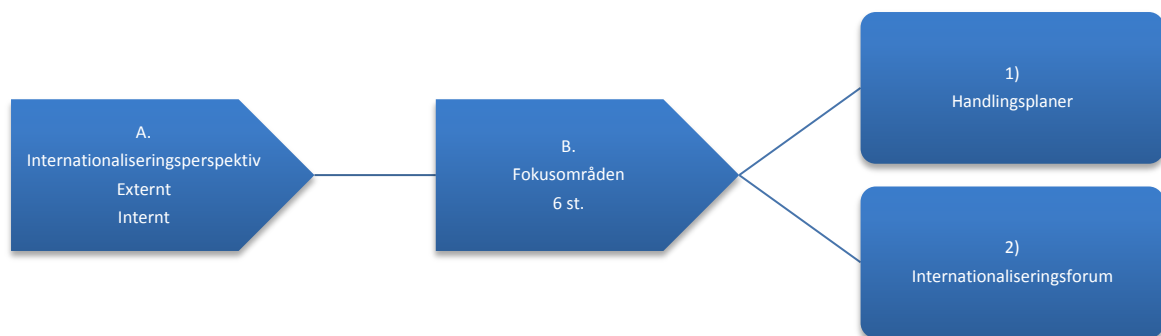 A.
Internationaliseringsperspektiv
Externt
Internt
B.
Fokusområden
6 st.
1)
Handlingsplaner
2)
Internationaliseringsforum